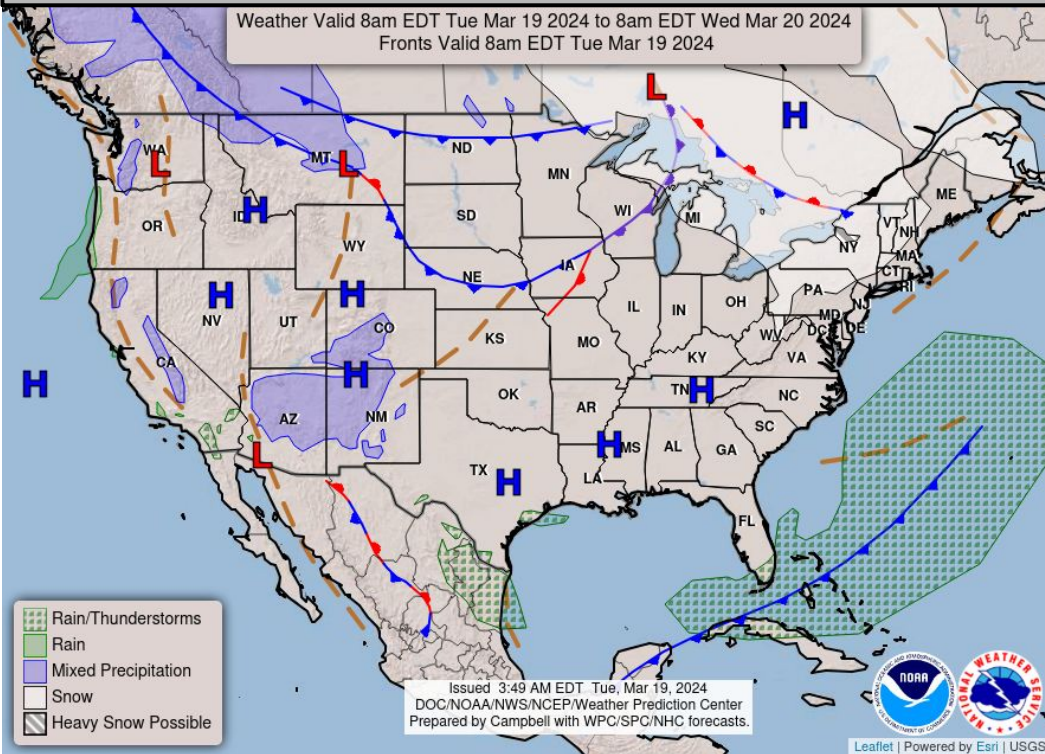 Weather Valid 8am EDT Tue Mar 19 2024 to 8am EDT Wed Mar 20 2024
Fronts Valid 8am EDT Tue Mar 19 2024
L
H
WA
L
MT
L
ND
MN
ME
OR
ID
H
SD
WI
MI
VT
NH
NY
MA
CT
RI
WY
NE
IA
H
NV
H
UT
CO
IL
IN
OH
PA
NJ
MD
DE
DC
WV
VA
KS
MO
KY
CA
H
H
AZ
NM
OK
AR
TN
H
NC
SC
L
TX
H
H
MS
AL
GA
LA
FL
Rain/Thunderstorms
Rain
Mixed Precipitation
Snow
Heavy Snow Possible
Issued 3:49 AM EDT Tue, Mar 19, 2024
DOC/NOAA/NWS/NCEP/Weather Prediction Center
Prepared by Campbell with WPC/SPC/NHC forecasts.
NOAA
NATIONAL WEATHER SERVICE
Leaflet | Powered by Esri | USGS